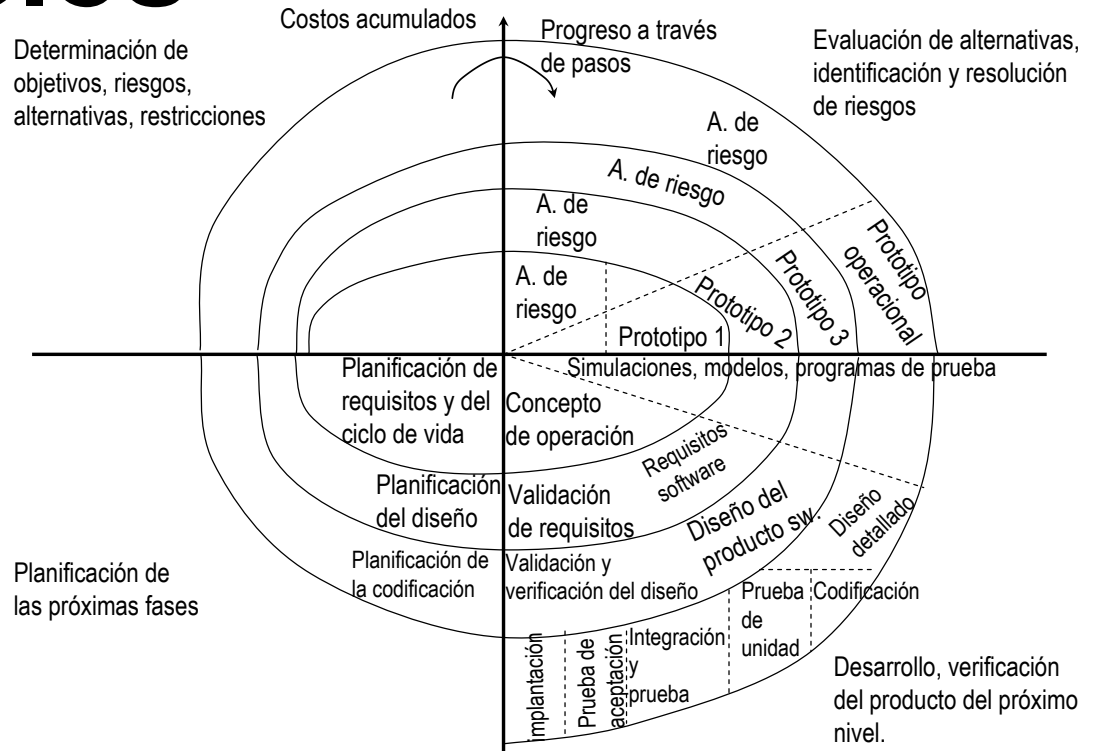 Costos acumulados
Progreso a través
de pasos
Determinación de
objetivos, riesgos,
alternativas, restricciones
Evaluación de alternativas,
identificación y resolución
de riesgos
A. de
riesgo
A. de riesgo
A. de
riesgo
A. de
riesgo
Prototipo 1
Prototipo 2
Prototipo 3
Prototipo
operacional
Simulaciones, modelos, programas de prueba
Planificación de
requisitos y del
ciclo de vida
Concepto
de operación
Requisitos
software
Planificación
del diseño
Validación
de requisitos
Diseño del
producto sw.
Diseño
detallado
Planificación de
la codificación
Validación y
verificación del diseño
Prueba
de
unidad
Codificación
Integración
y
prueba
Prueba de
aceptación
implantación
Planificación de
las próximas fases
Desarrollo, verificación
del producto del próximo
nivel.